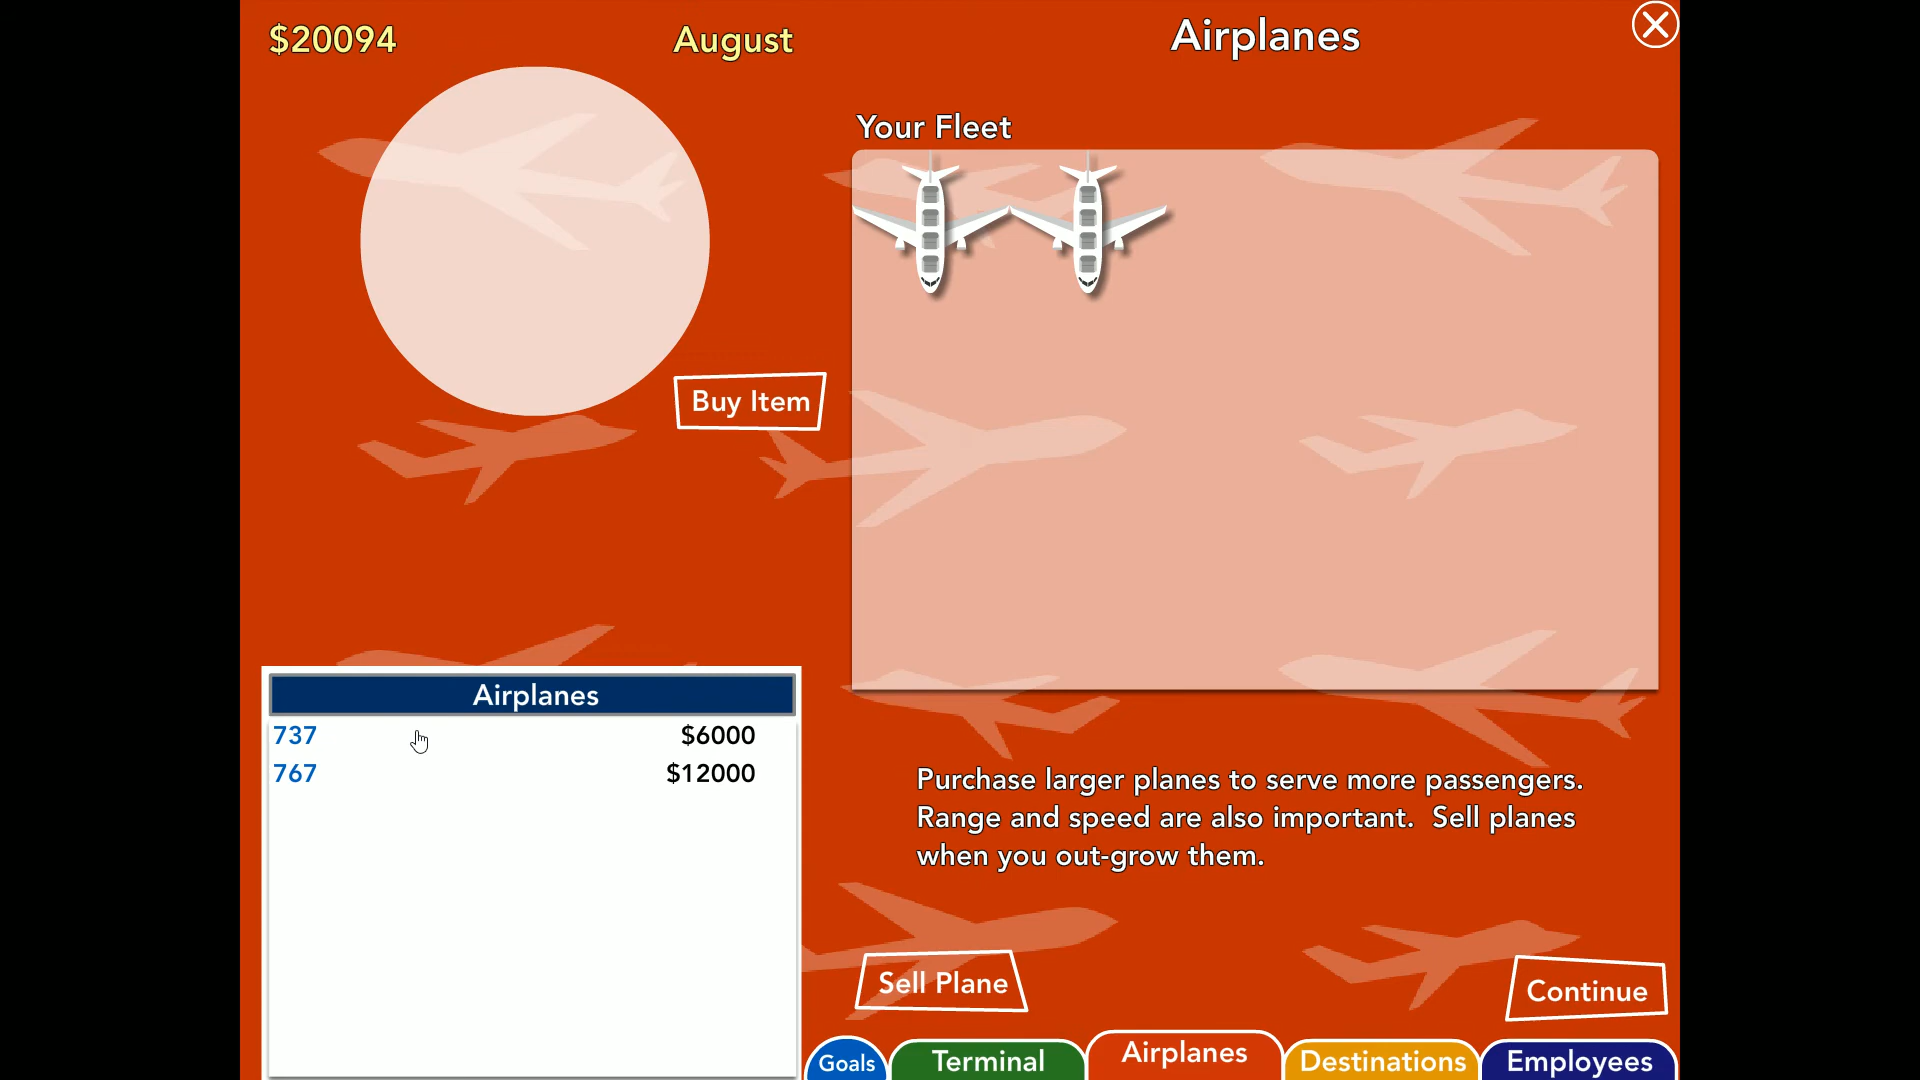 $20094
August
Airplanes
Your Fleet
Buy Item
Airplanes
737 $6000
767 $12000
Purchase larger planes to serve more passengers.
Range and speed are also important. Sell planes
when you out-grow them.
Sell Plane
Continue
Goals
Terminal
Airplanes
Destinations
Employees